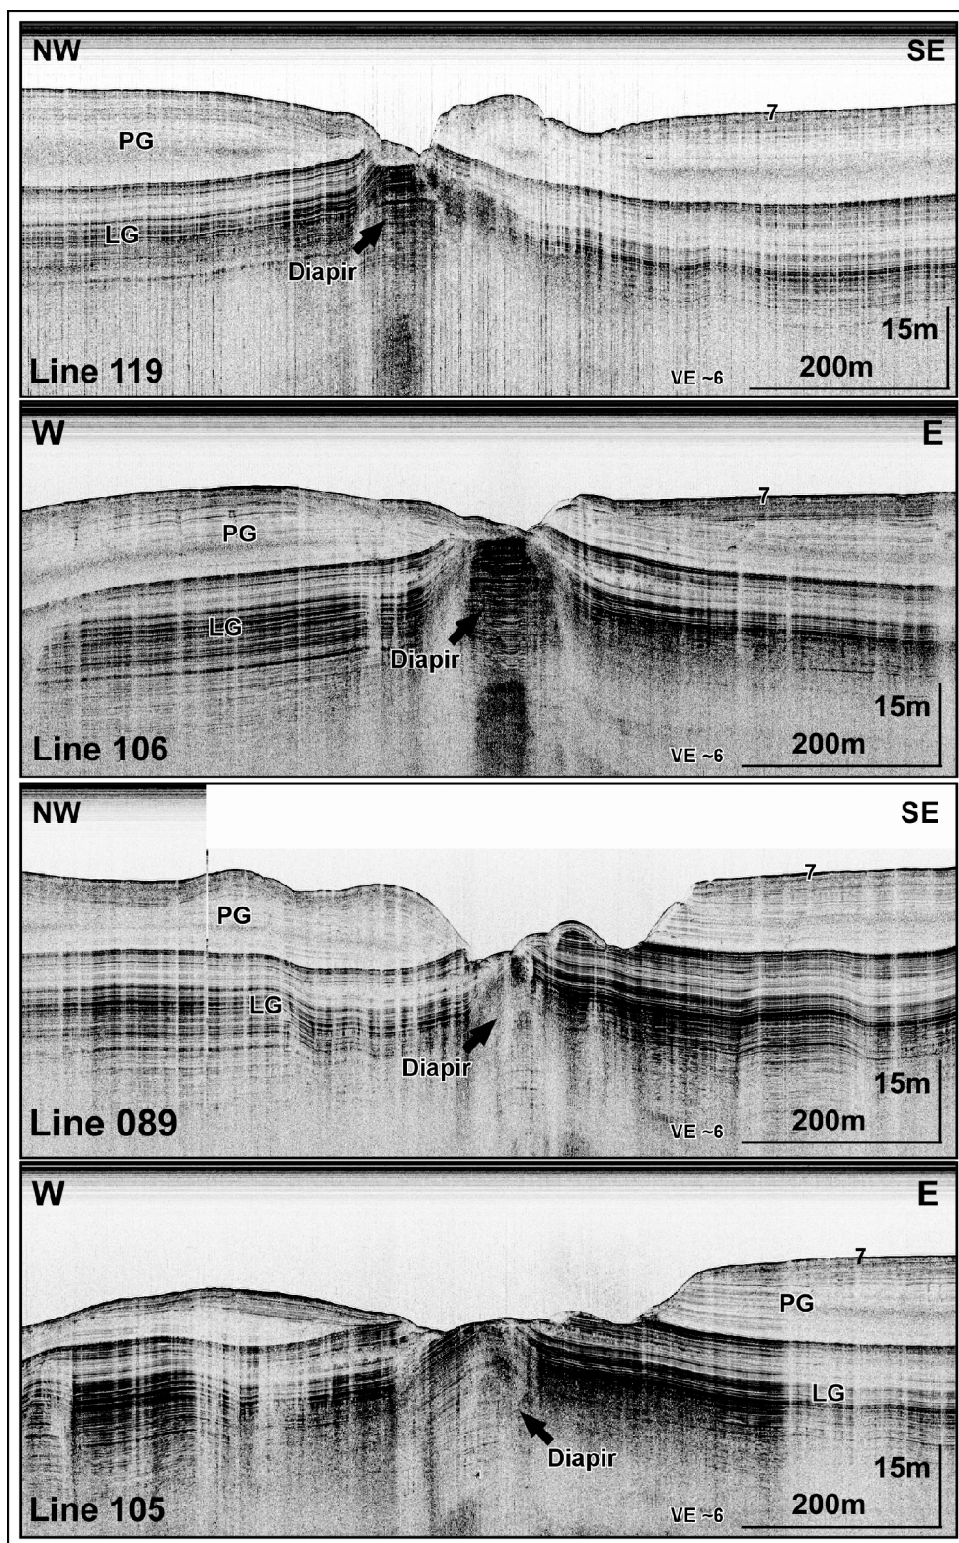 NW SE
7
PG
LG
Diapir
15m
Line 119 VE ~6 200m
W E
7
PG
LG
Diapir
15m
Line 106 VE ~6 200m
NW SE
7
PG
LG
Diapir
15m
Line 089 VE ~6 200m
W E
7
PG
LG
Diapir
15m
Line 105 VE ~6 200m